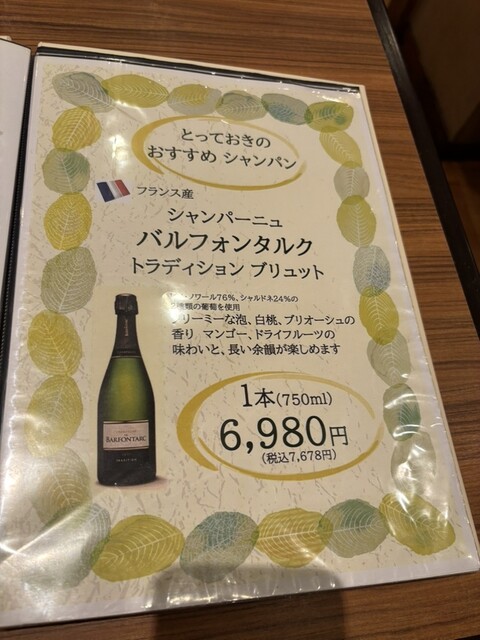 とっておきの
おすすめ シャンパン
フランス産
シャンパーニュ
バルフォンタルク
トラディション ブリュット
ノワール76%、シャルドネ24%の
種類の葡萄を使用
リーミーな泡、白桃、ブリオーシュの
香り マンゴー、ドライフルーツの
味わいと、長い余韻が楽しめます
1本(750ml)
6,980円
(税込7,678円)
BARFONTARC